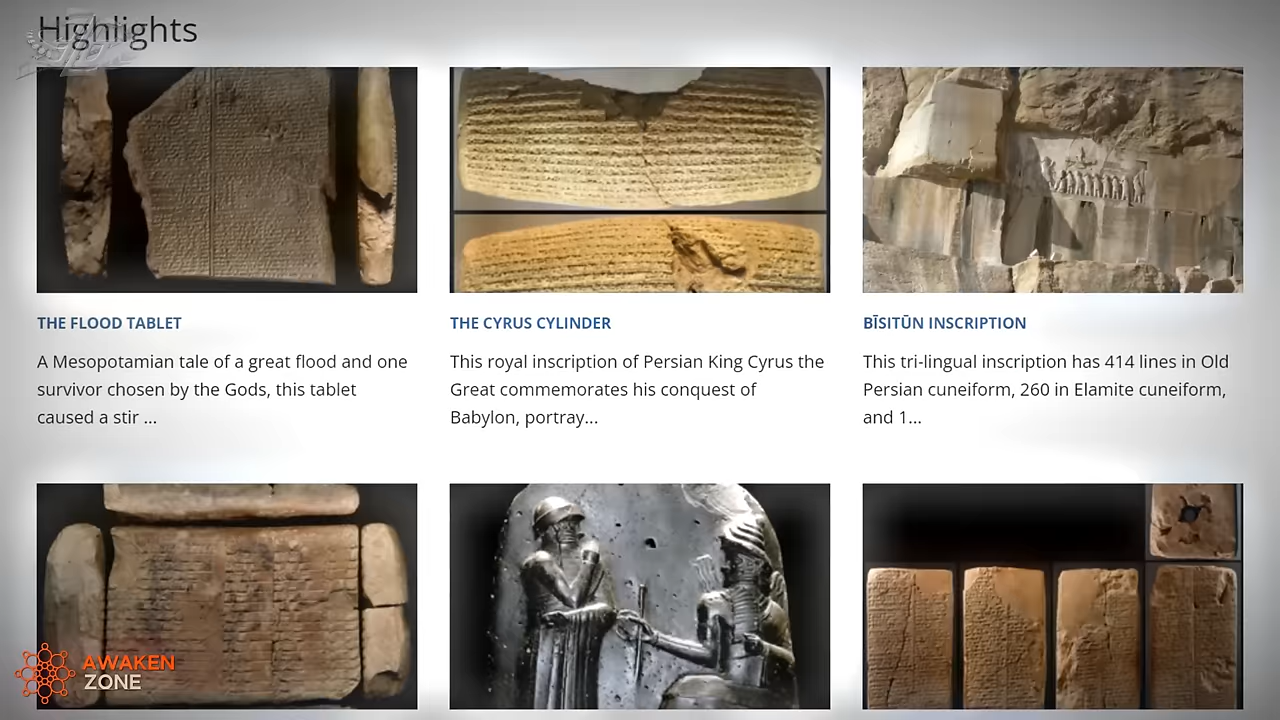 Highlights
THE FLOOD TABLET
A Mesopotamian tale of a great flood and one
survivor chosen by the Gods, this tablet
caused a stir ...
THE CYRUS CYLINDER
This royal inscription of Persian King Cyrus the
Great commemorates his conquest of
Babylon, portray...
BĪSITŪN INSCRIPTION
This tri-lingual inscription has 414 lines in Old
Persian cuneiform, 260 in Elamite cuneiform,
and 1...
AWAKEN
ZONE